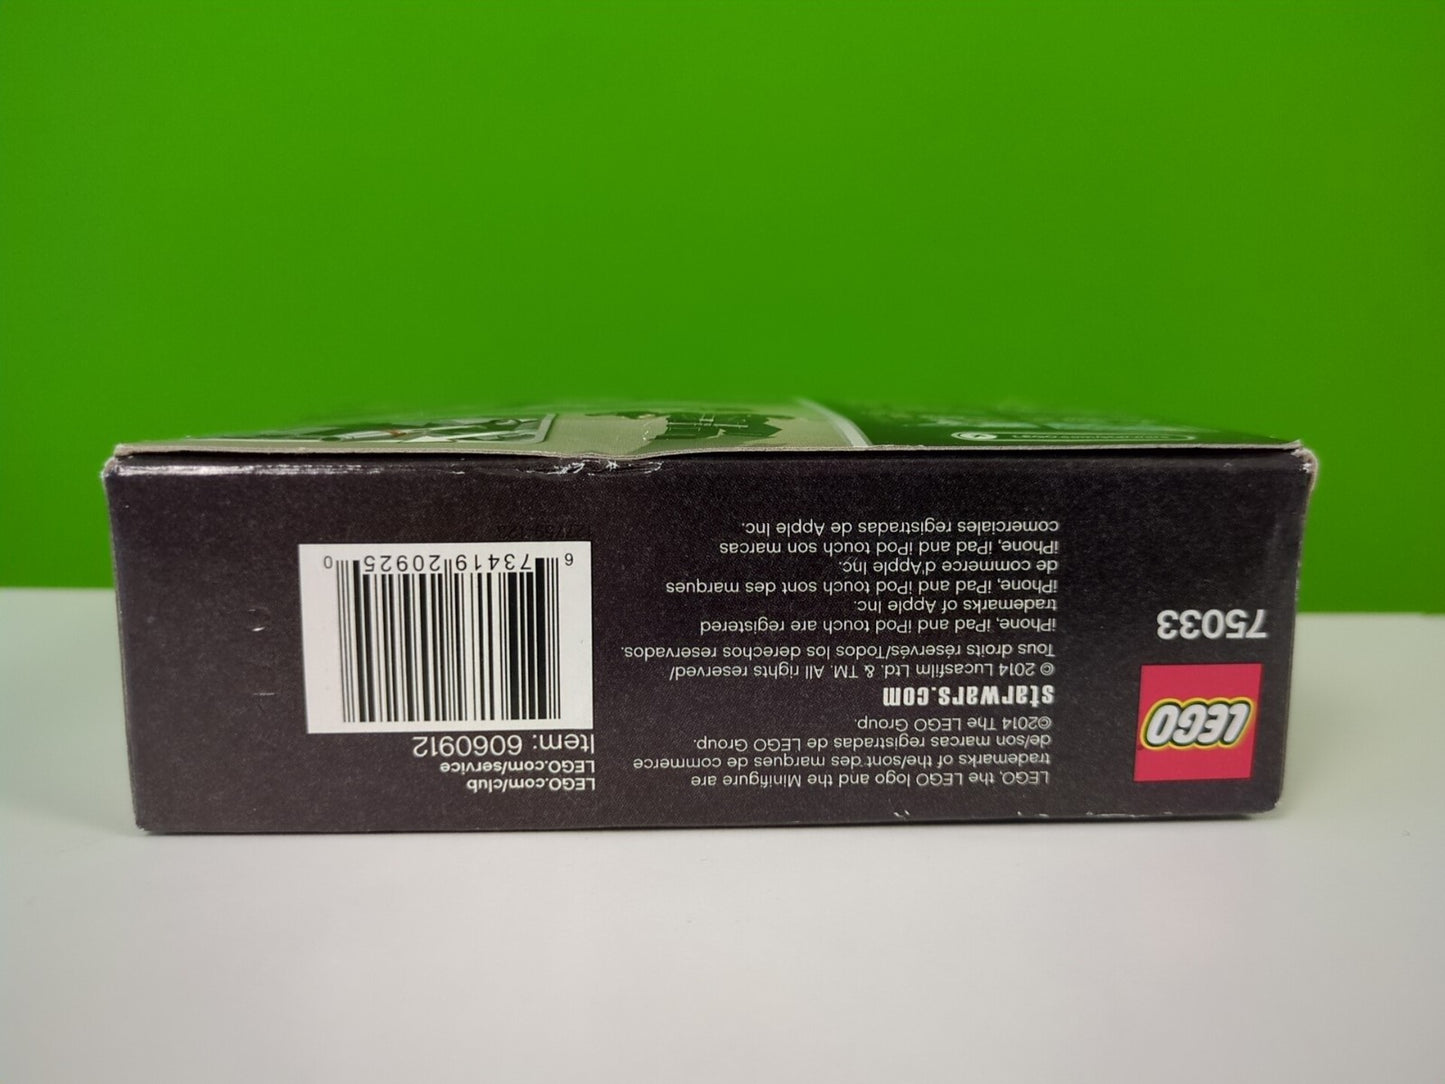 LEGO
75033
LEGO, the LEGO logo and the Minifigure are
trademarks of the/sont des marques de commerce
de/son marcas registradas de LEGO Group.
©2014 The LEGO Group.
starwars.com
© 2014 Lucasfilm Ltd. & TM. All rights reserved/
Tous droits réservés/Todos los derechos reservados.
iPhone, iPad and iPod touch are registered
trademarks of Apple Inc.
iPhone, iPad and iPod touch sont des marques
de commerce d'Apple Inc.
iPhone, iPad and iPod touch son marcas
comerciales registradas de Apple Inc.
LEGO.com/club
LEGO.com/service
Item: 6060912
6 73419 20925 0